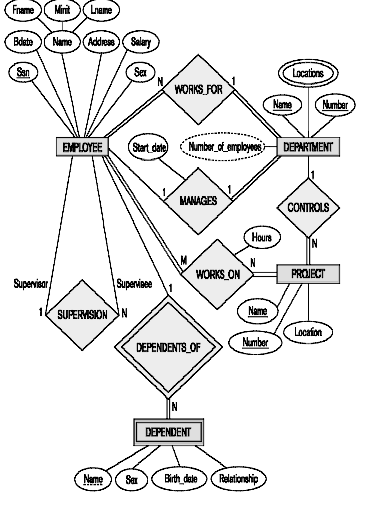 Fname Minit Lname
Bdate Name Address Salary
Ssn Sex
N WORKS_FOR 1
Locations
Name Number
EMPLOYEE
Start_date
Number_of_employees
DEPARTMENT
1 MANAGES 1
1
CONTROLS
N
Hours
M WORKS_ON N
PROJECT
Supervisor Supervisee
1 SUPERVISION N
1
Name
Number
Location
DEPENDENTS_OF
N
DEPENDENT
Name Sex Birth_date Relationship